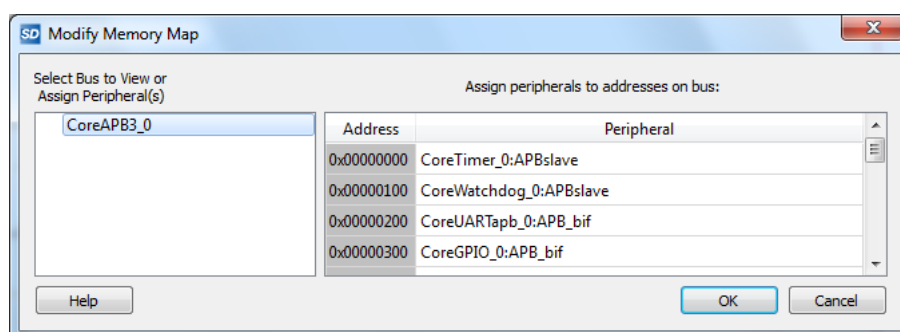 SD Modify Memory Map
X
Select Bus to View or
Assign Peripheral(s)
Assign peripherals to addresses on bus:
CoreAPB3_0
Address Peripheral
0x00000000 CoreTimer_0:APBslave
0x00000100 CoreWatchdog_0:APBslave
0x00000200 CoreUARTapb_0:APB_bif
0x00000300 CoreGPIO_0:APB_bif
Help OK Cancel